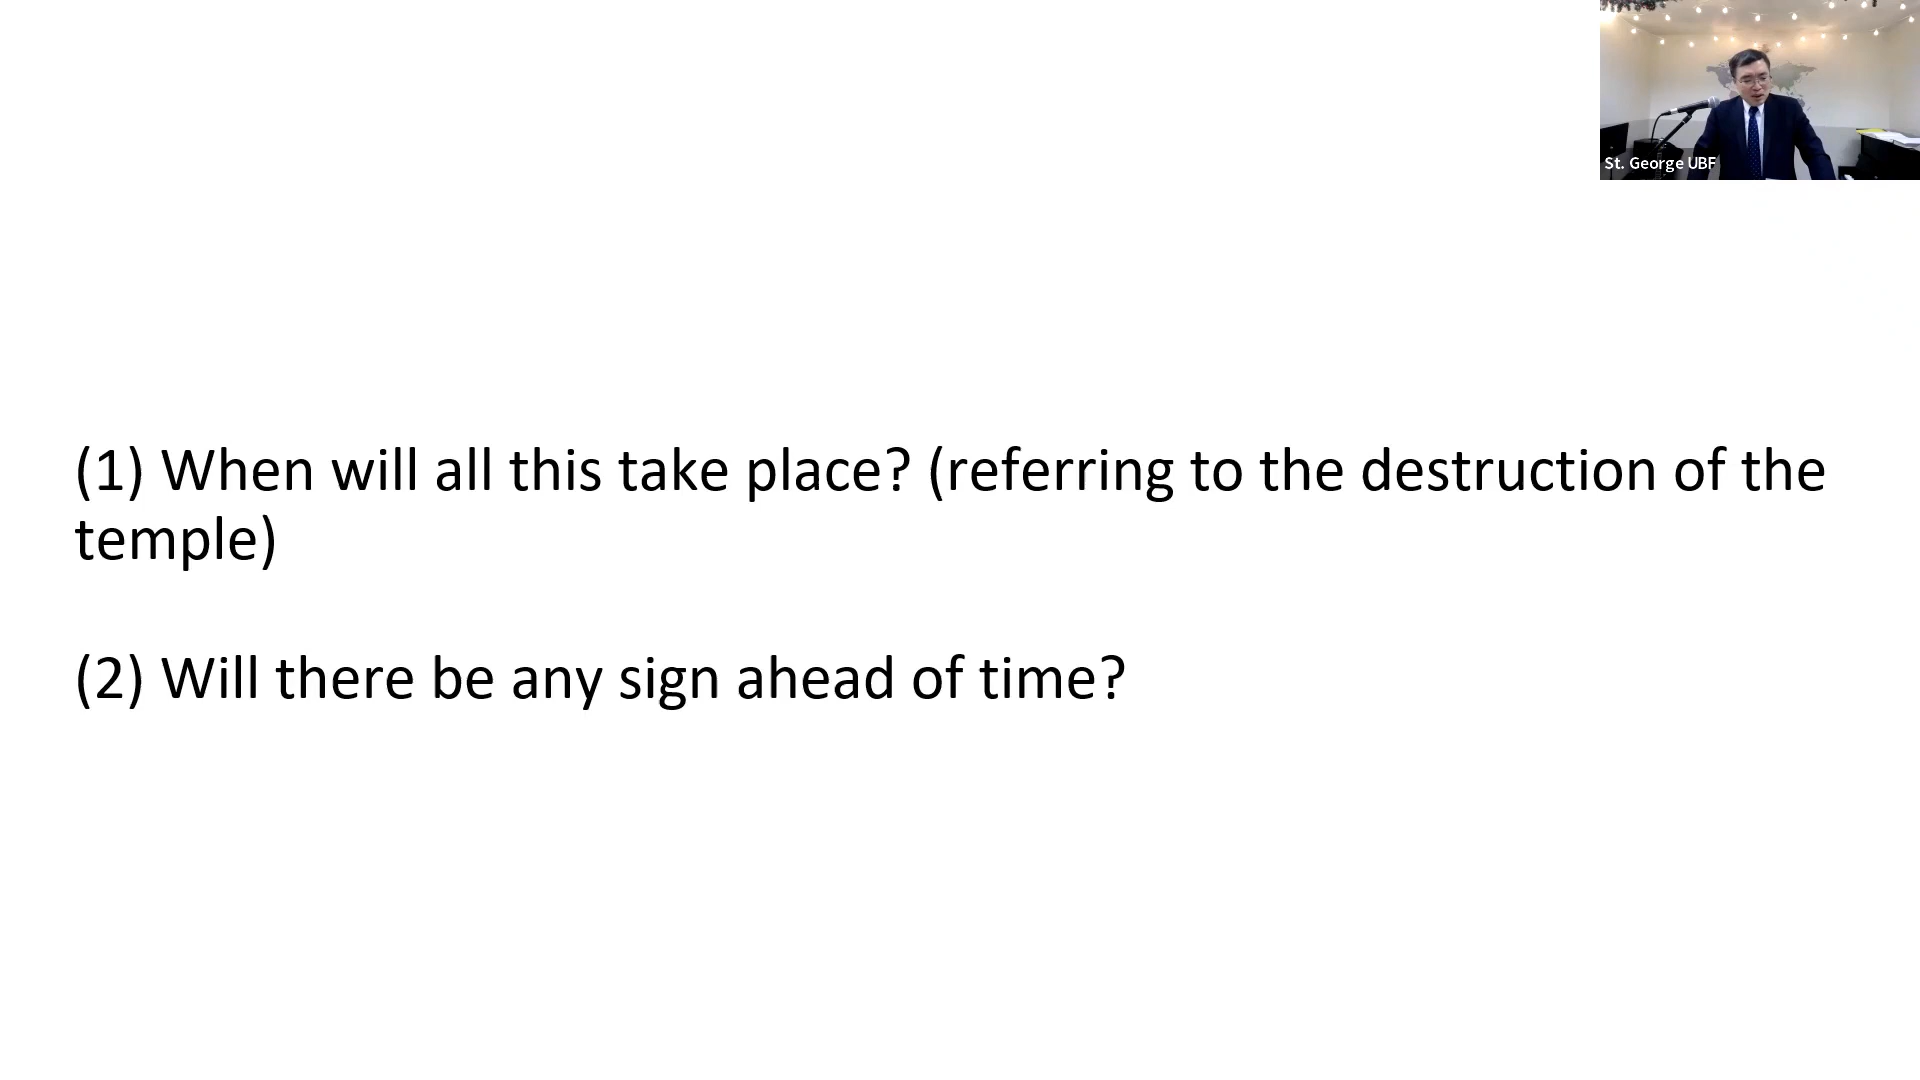 St. George UBF
(1) When will all this take place? (referring to the destruction of the
temple)
(2) Will there be any sign ahead of time?